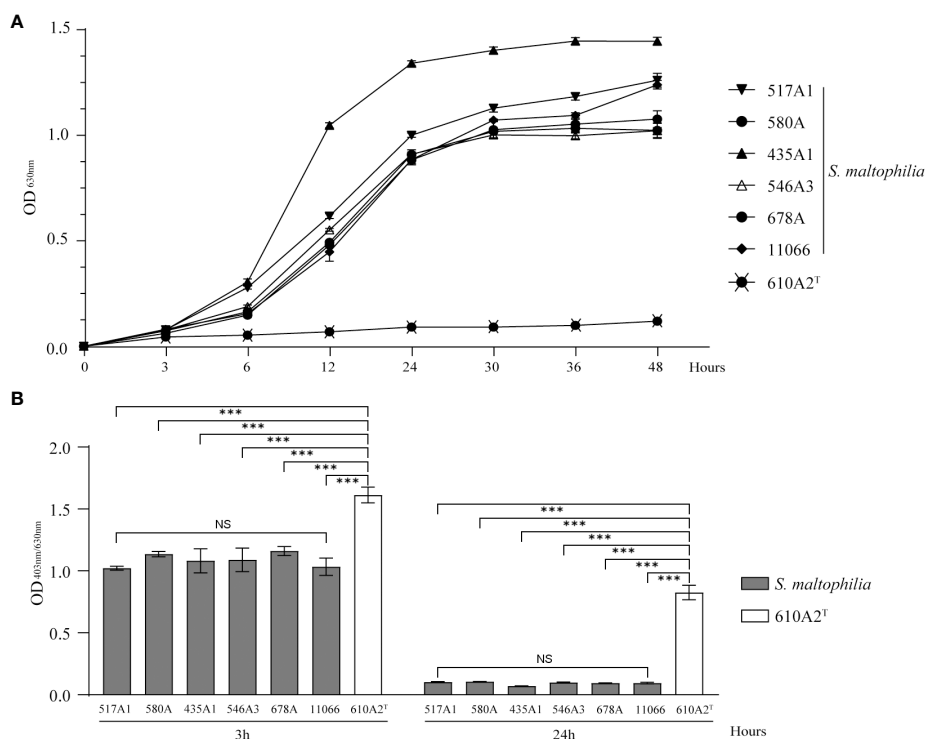 A
1.5
1.0
0.5
0.0
OD 630nm
0 3 6 12 24 30 36 48 Hours
517A1
580A
435A1
546A3
678A
11066
610A2ᵀ
S. maltophilia
B
2.0
1.5
1.0
0.5
0.0
OD403nm/630nm
***
***
***
***
***
***
NS
***
***
***
***
***
***
NS
517A1 580A 435A1 546A3 678A 11066 610A2ᵀ
3h
517A1 580A 435A1 546A3 678A 11066 610A2ᵀ
24h
Hours
S. maltophilia
610A2ᵀ